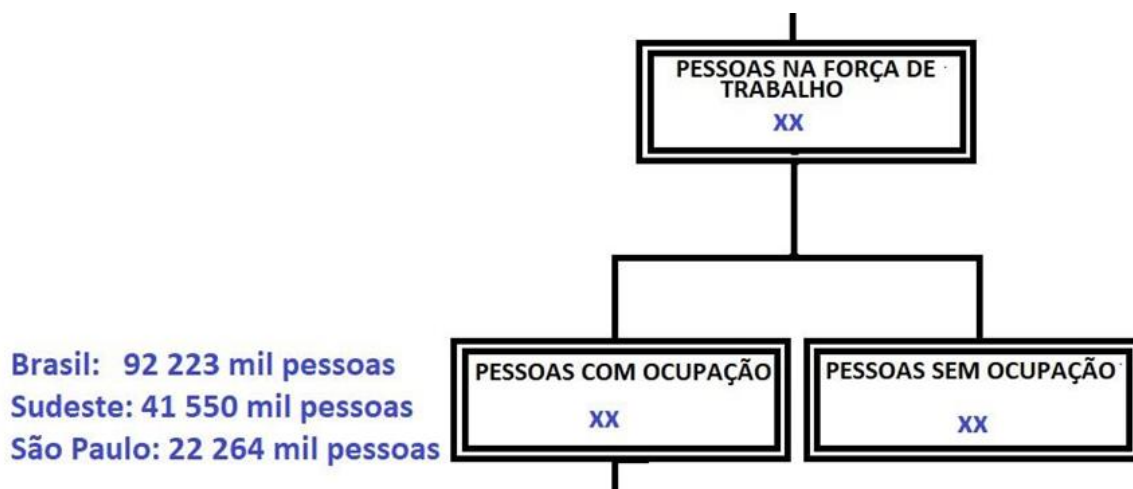 PESSOAS NA FORÇA DE
TRABALHO
XX
Brasil: 92 223 mil pessoas
Sudeste: 41 550 mil pessoas
São Paulo: 22 264 mil pessoas
PESSOAS COM OCUPAÇÃO
XX
PESSOAS SEM OCUPAÇÃO
XX